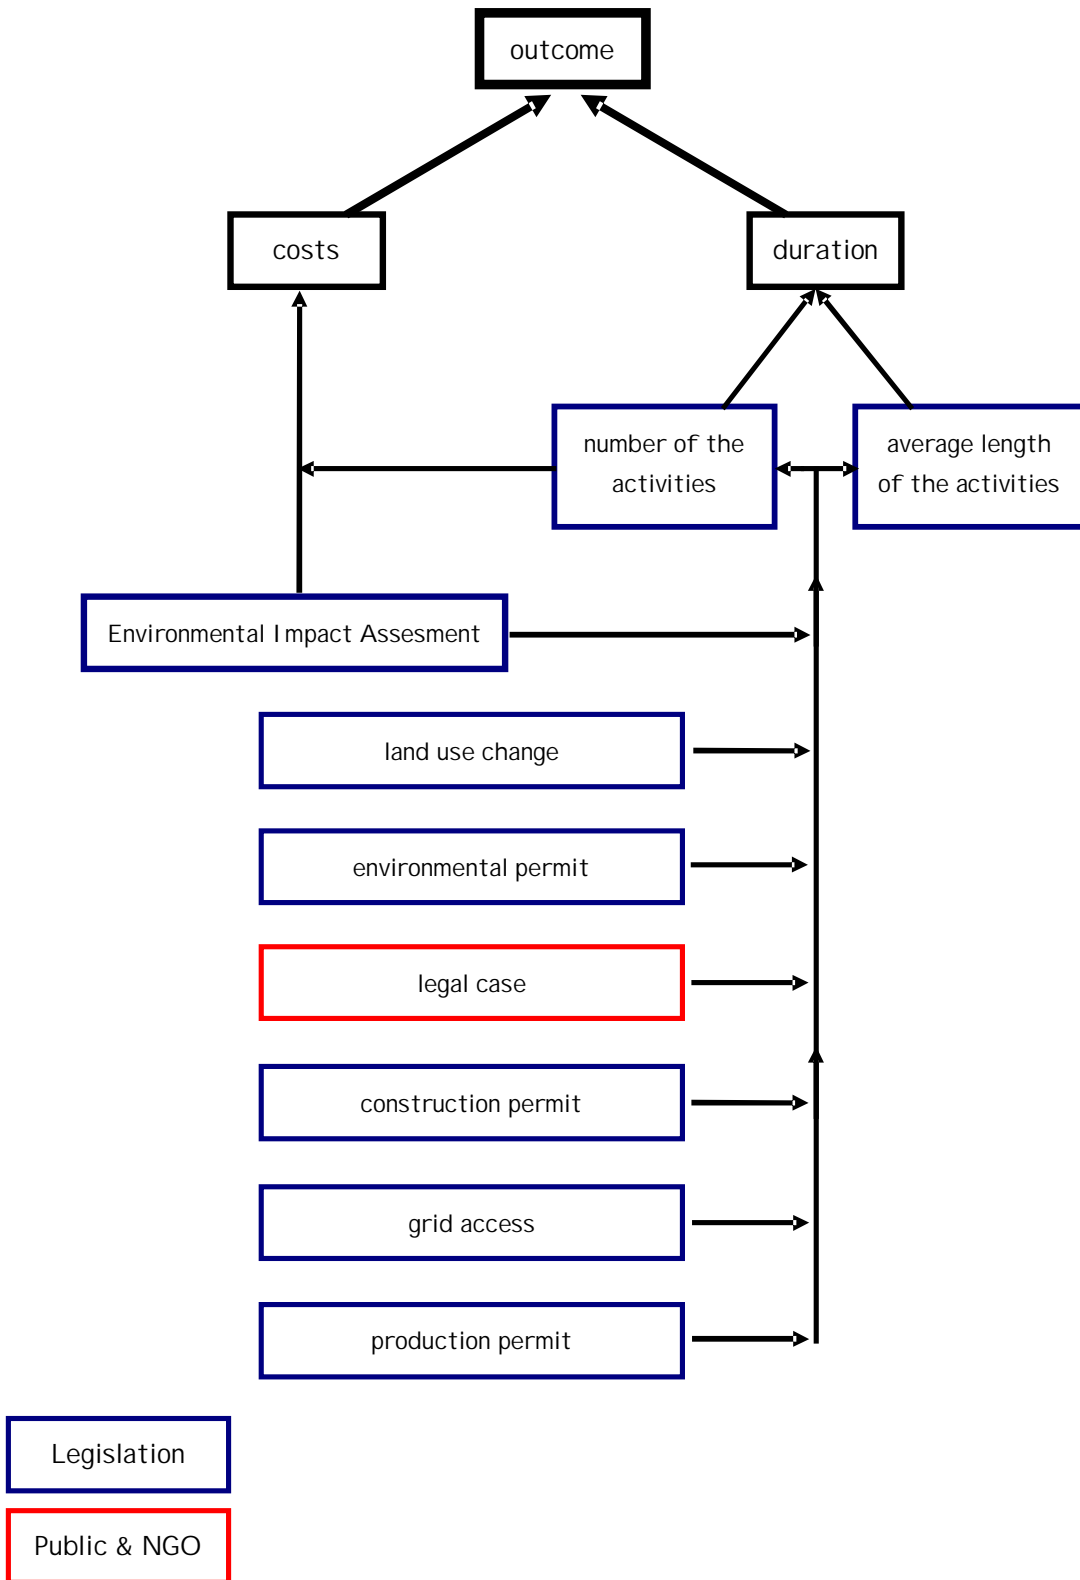 outcome
costs
duration
number of the
activities
average length
of the activities
Environmental Impact Assesment
land use change
environmental permit
legal case
construction permit
grid access
production permit
Legislation
Public & NGO